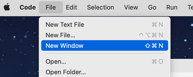 Code File Edit Selection View Go Run T
New Text File ⌘N
New File... ^⌥⌘N
New Window ⇧⌘N
Open... ⌘O
Open Folder...